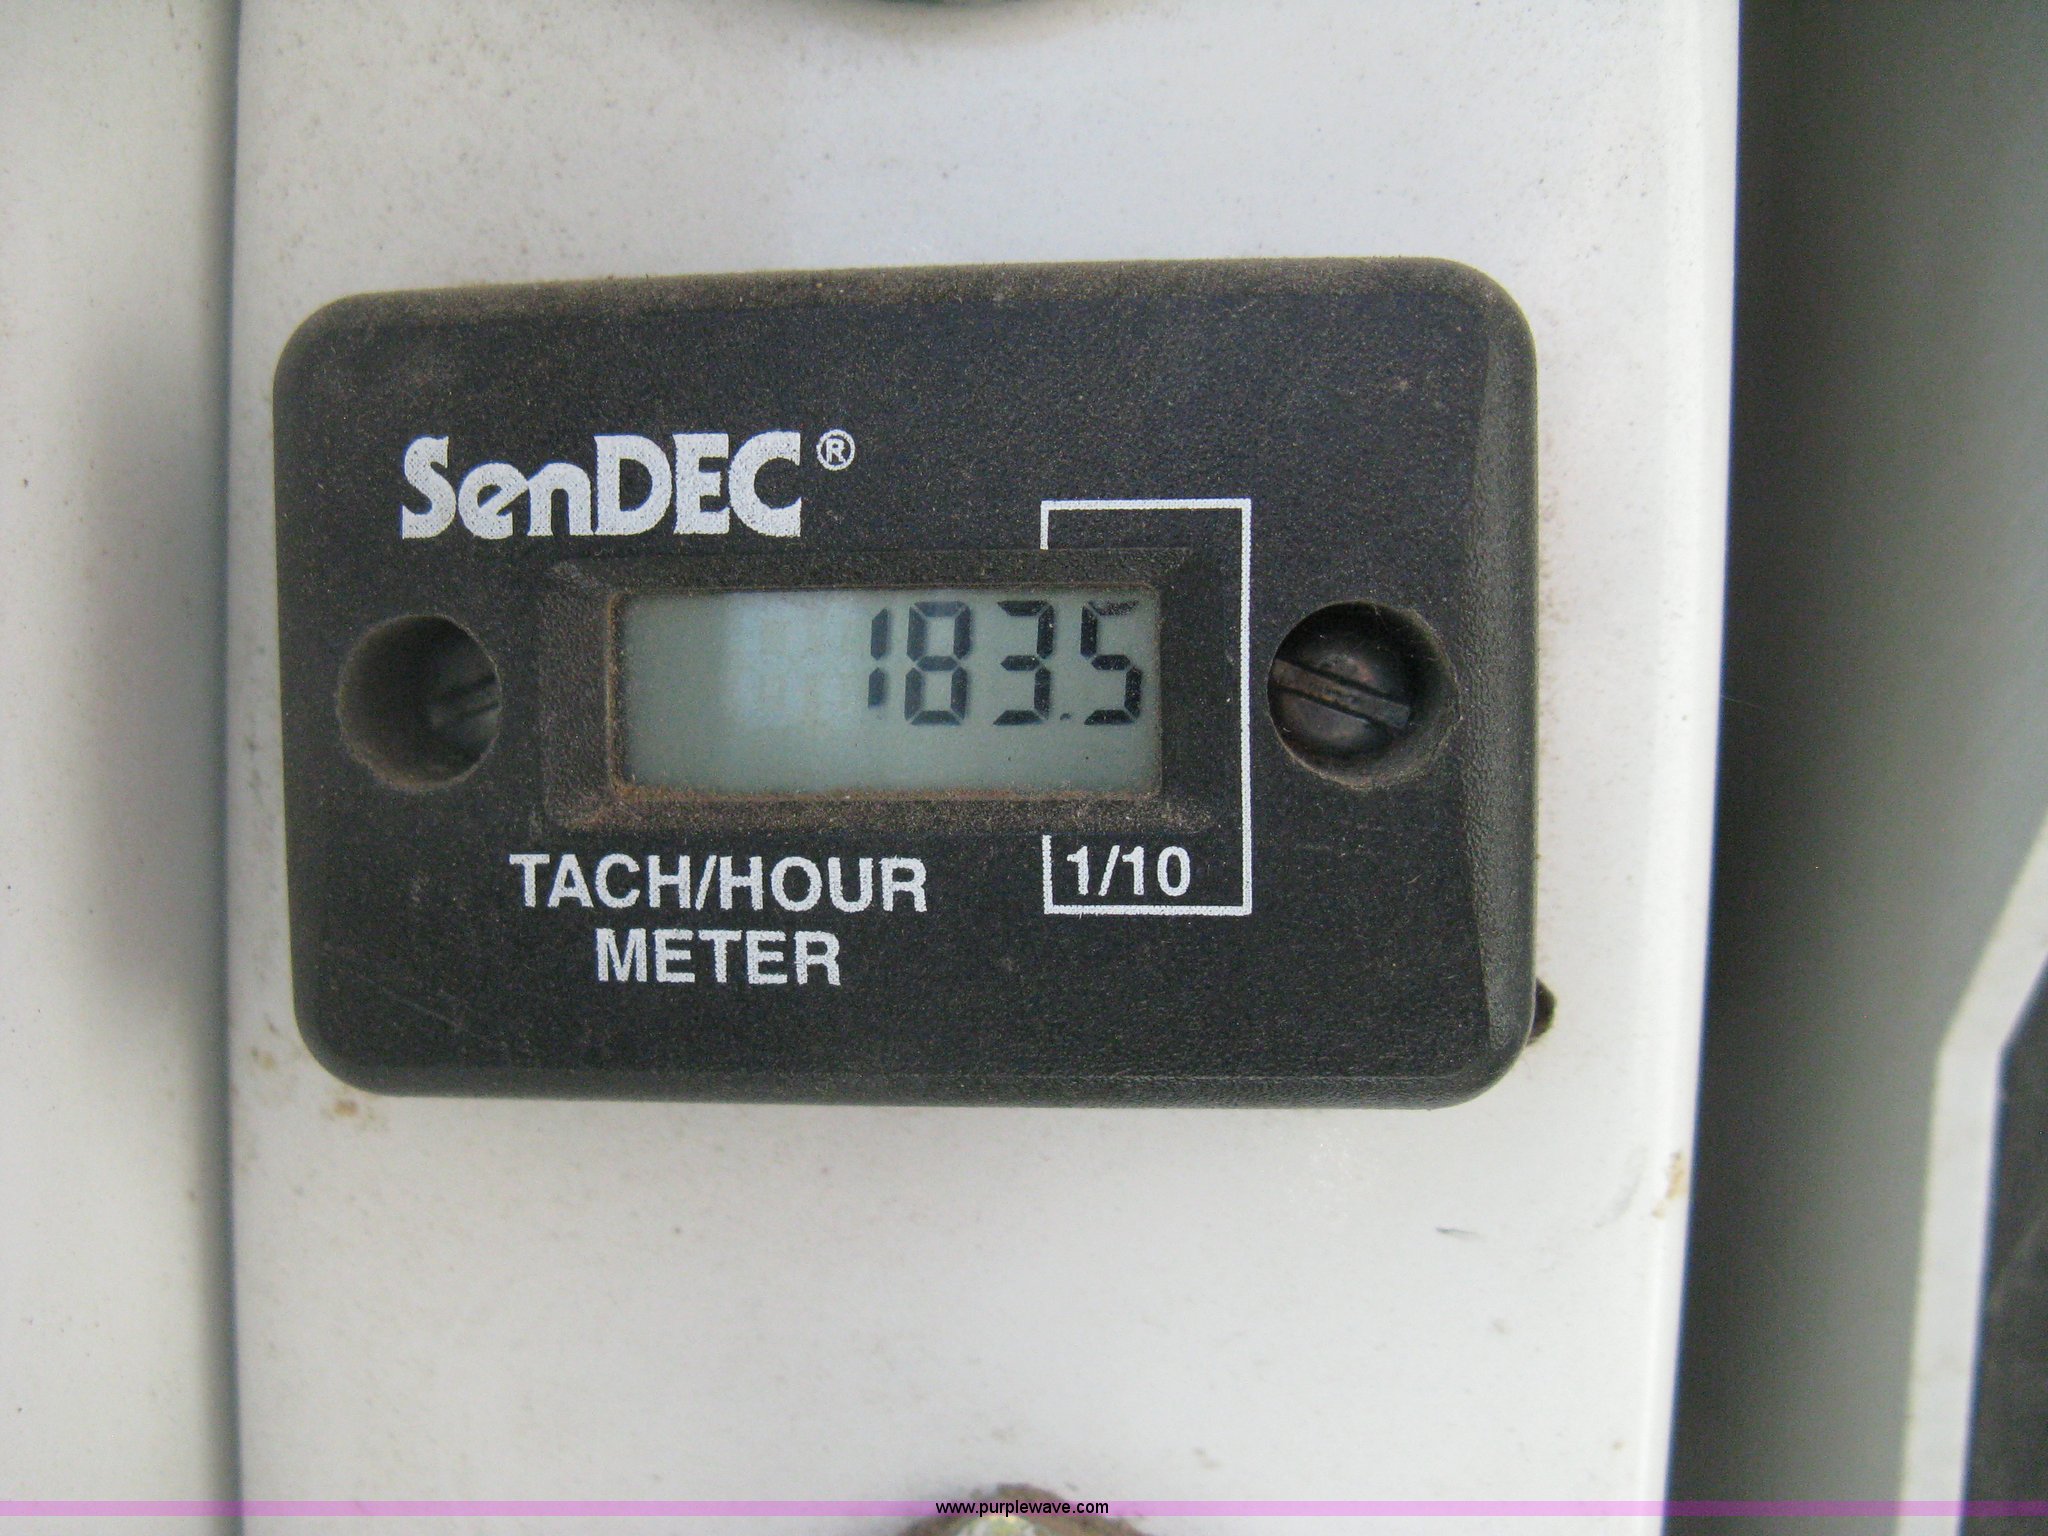 SenDEC®
183.5
TACH/HOUR
METER
1/10
www.purplewave.com